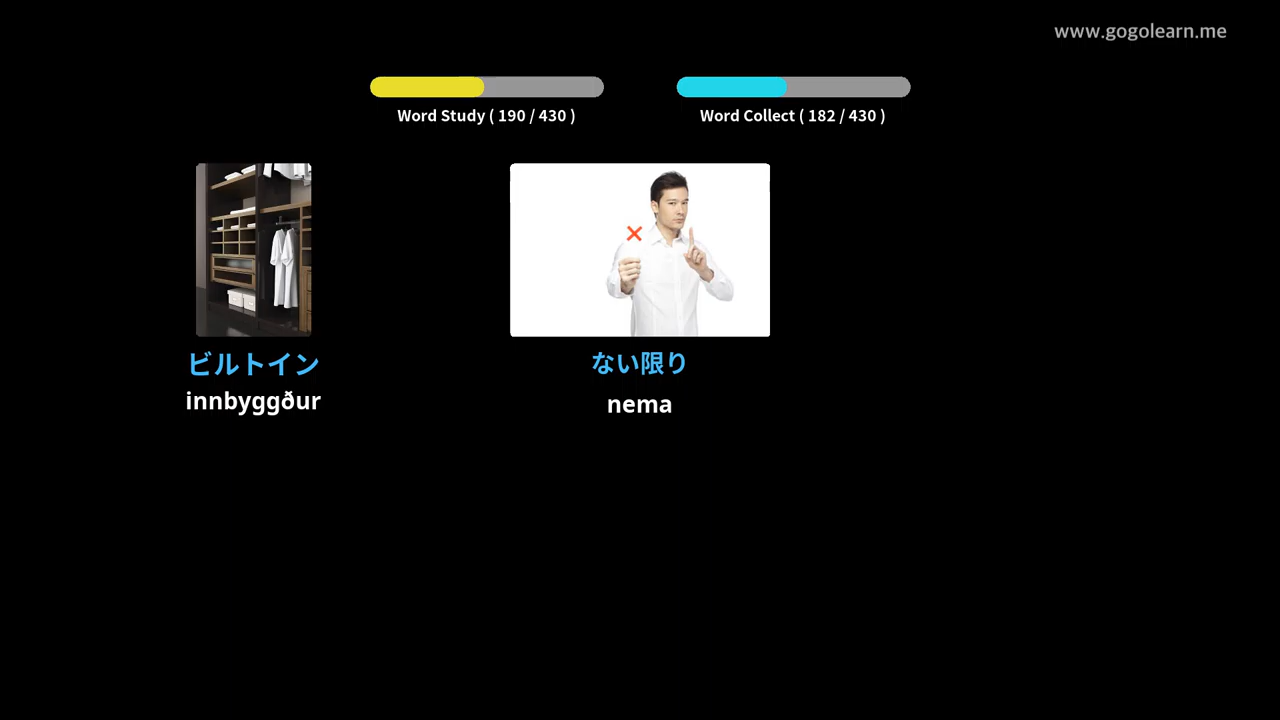 www.gogolearn.me
Word Study ( 190 / 430 )
Word Collect ( 182 / 430 )
ビルトイン
innbyggður
ない限り
nema